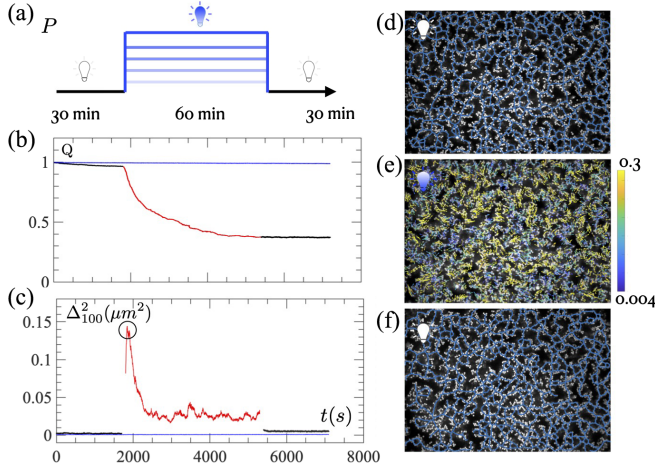 (a)
P
30 min
60 min
30 min
(b)
Q
1
0.5
0
(c)
Δ²₁₀₀(μm²)
0.15
0.1
0.05
0
t(s)
0
2000
4000
6000
8000
(d)
(e)
0.3
0.004
(f)